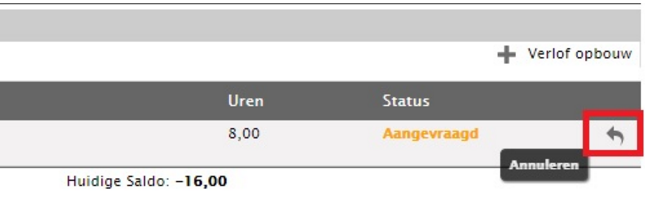 Verlof opbouw
Uren Status
8,00 Aangevraagd
Annuleren
Huidige Saldo: -16,00